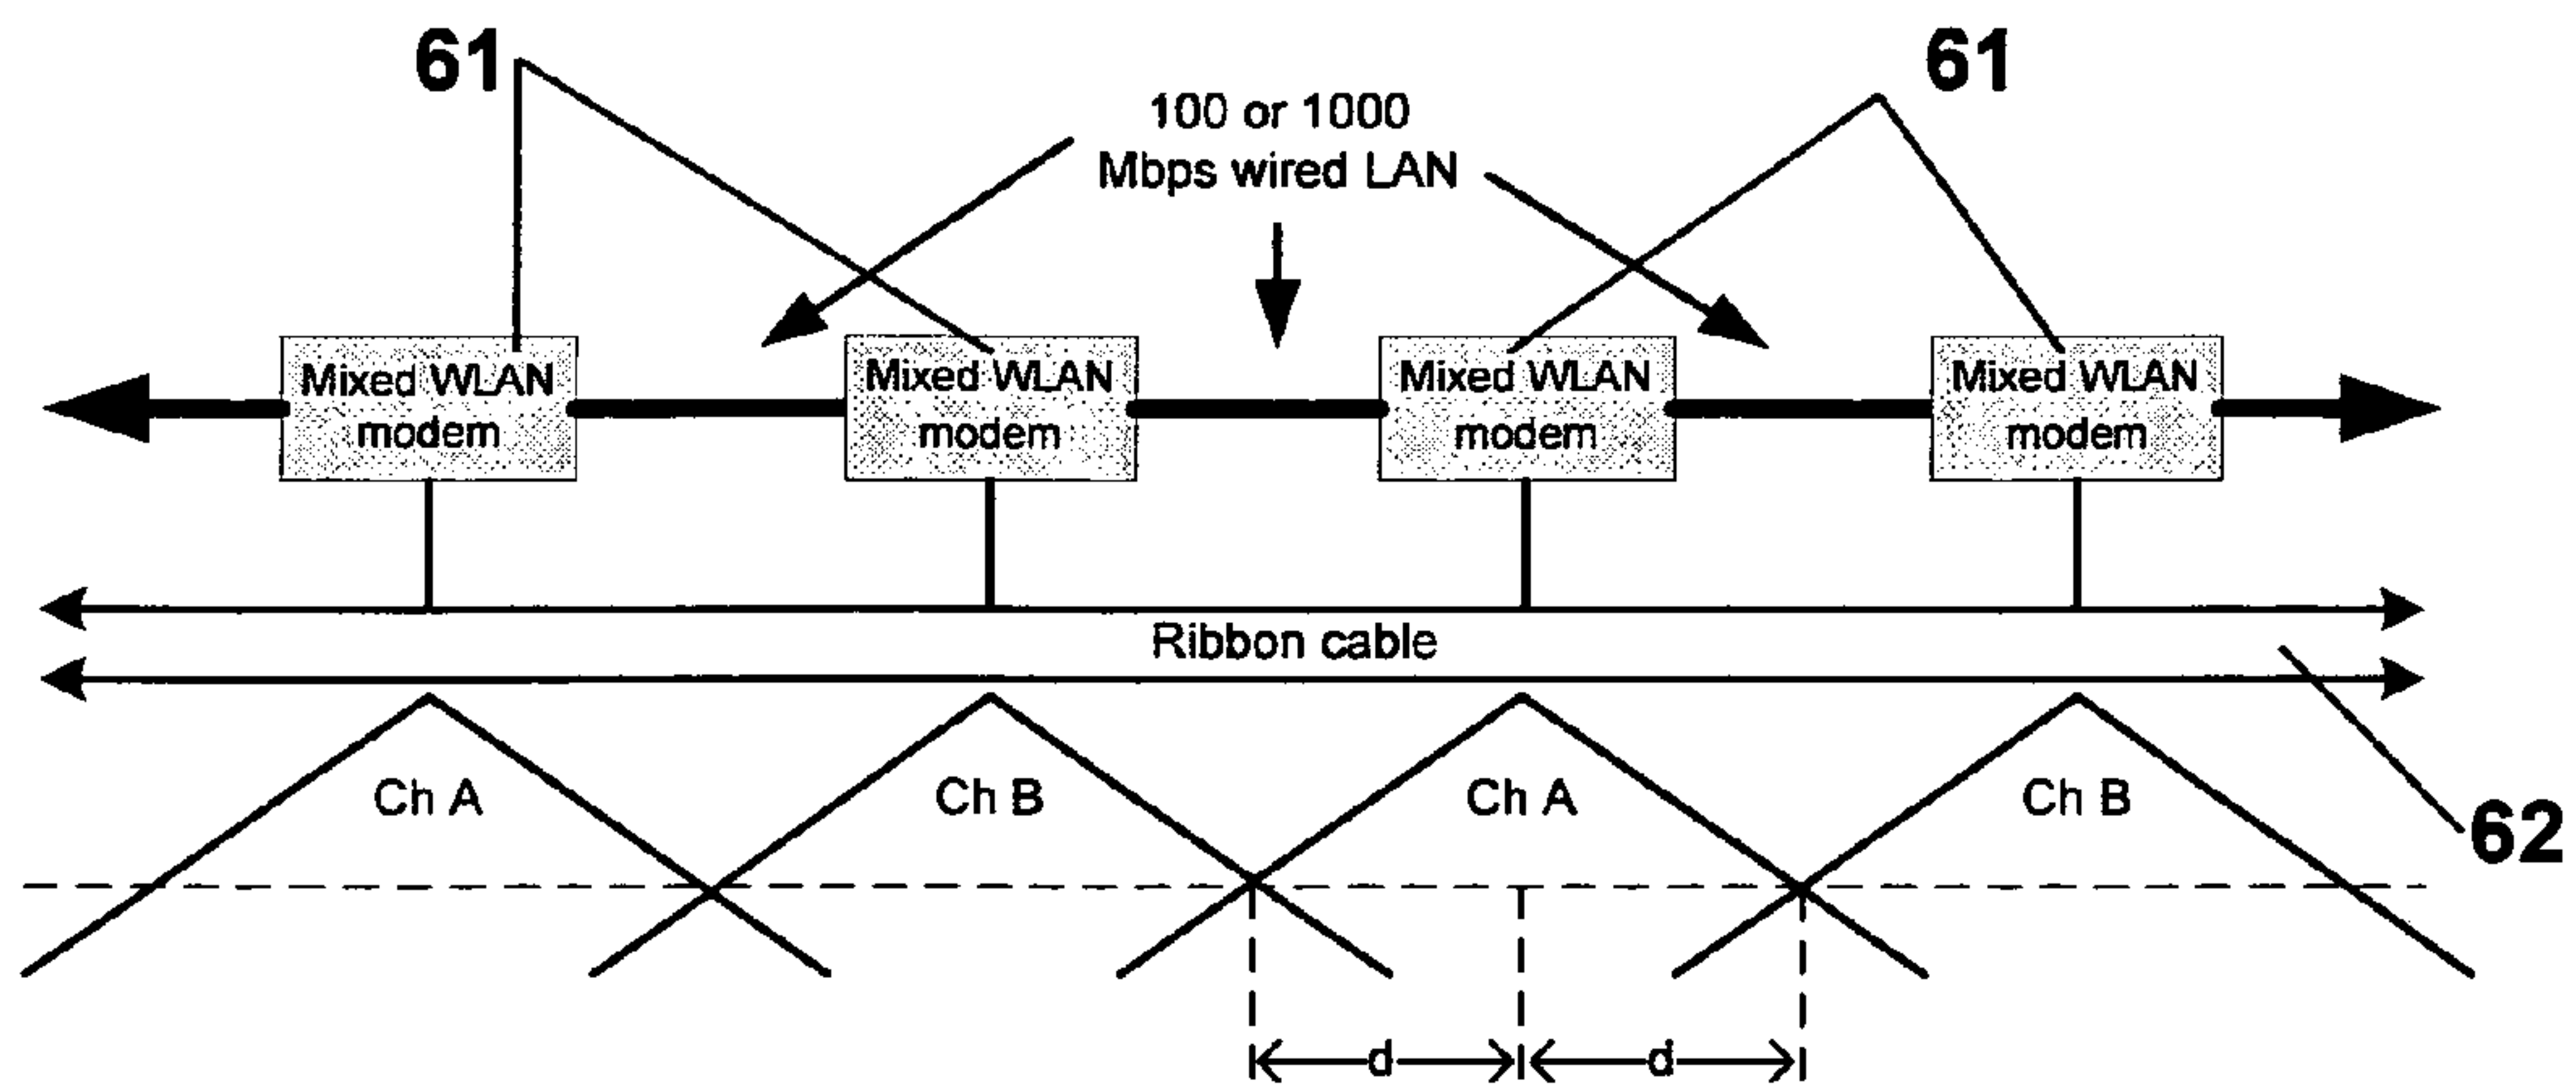 61
61
100 or 1000
Mbps wired LAN
Mixed WLAN
modem
Mixed WLAN
modem
Mixed WLAN
modem
Mixed WLAN
modem
Ribbon cable
Ch A
Ch B
Ch A
Ch B
62
d
d